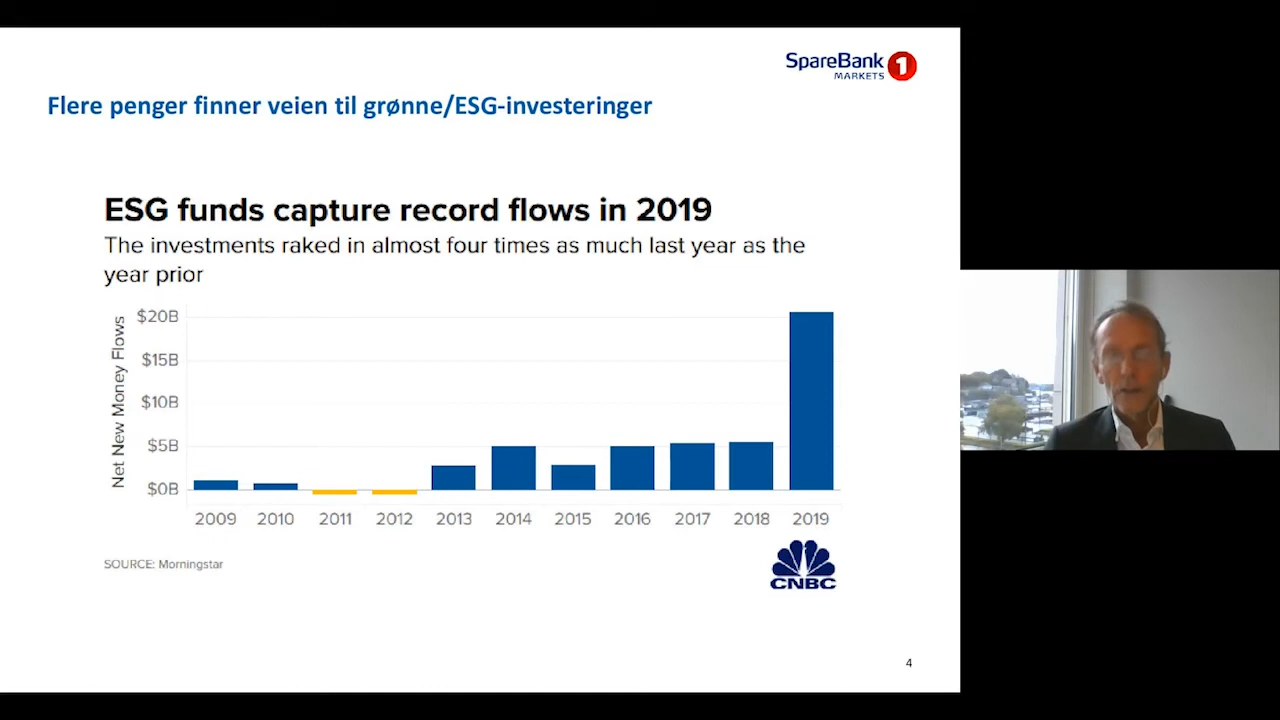 SpareBank 1
MARKETS
Flere penger finner veien til grønne/ESG-investeringer
ESG funds capture record flows in 2019
The investments raked in almost four times as much last year as the
year prior
Net New Money Flows
$20B
$15B
$10B
$5B
$0B
2009 2010 2011 2012 2013 2014 2015 2016 2017 2018 2019
SOURCE: Morningstar
CNBC
4